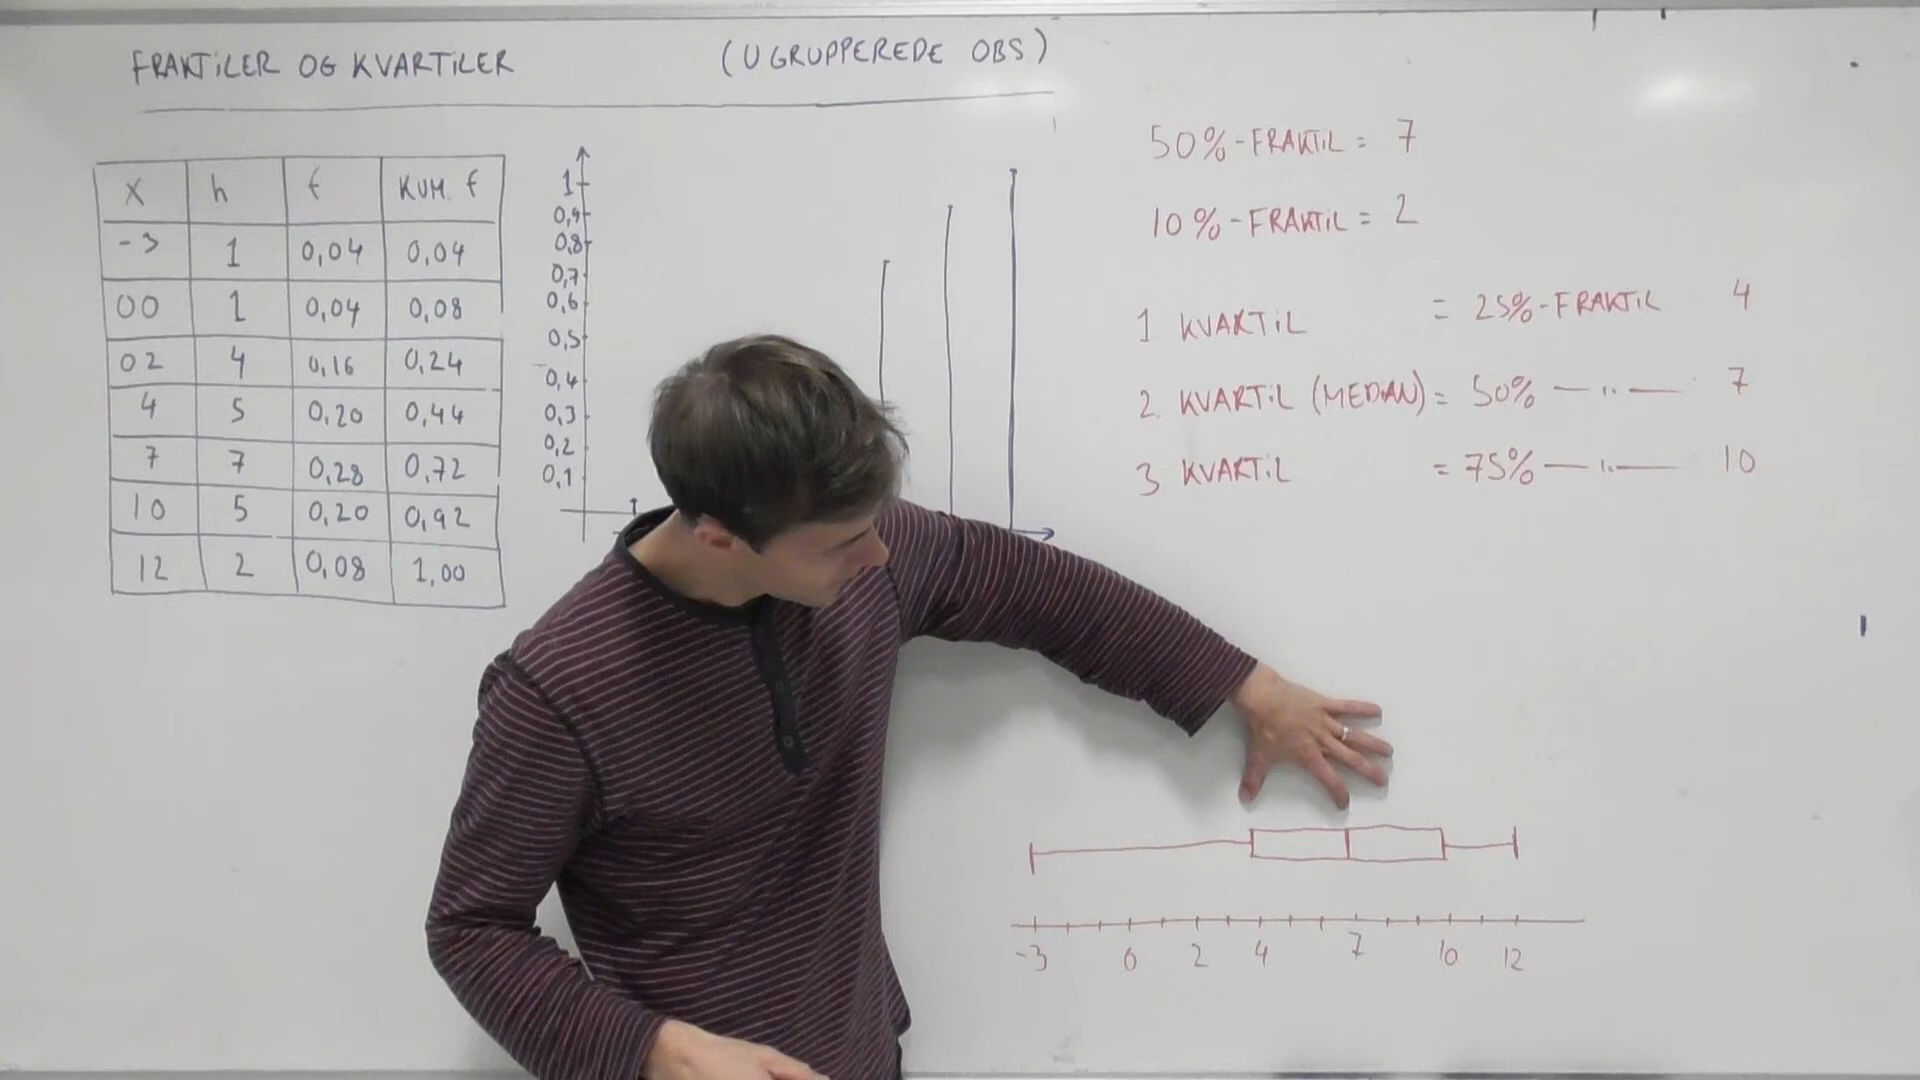 FRAKTILER OG KVARTILER (UGRUPPEREDE OBS)
X h f KUM. f
-3 1 0,04 0,04
00 1 0,04 0,08
02 4 0,16 0,24
4 5 0,20 0,44
7 7 0,28 0,72
10 5 0,20 0,92
12 2 0,08 1,00
1
0,9
0,8
0,7
0,6
0,5
0,4
0,3
0,2
0,1
50%-FRAKTIL = 7
10%-FRAKTIL = 2
1 KVARTIL = 25%-FRAKTIL 4
2. KVARTIL (MEDIAN) = 50% — 〃 — 7
3 KVARTIL = 75% — 〃 — 10
-3 0 2 4 7 10 12